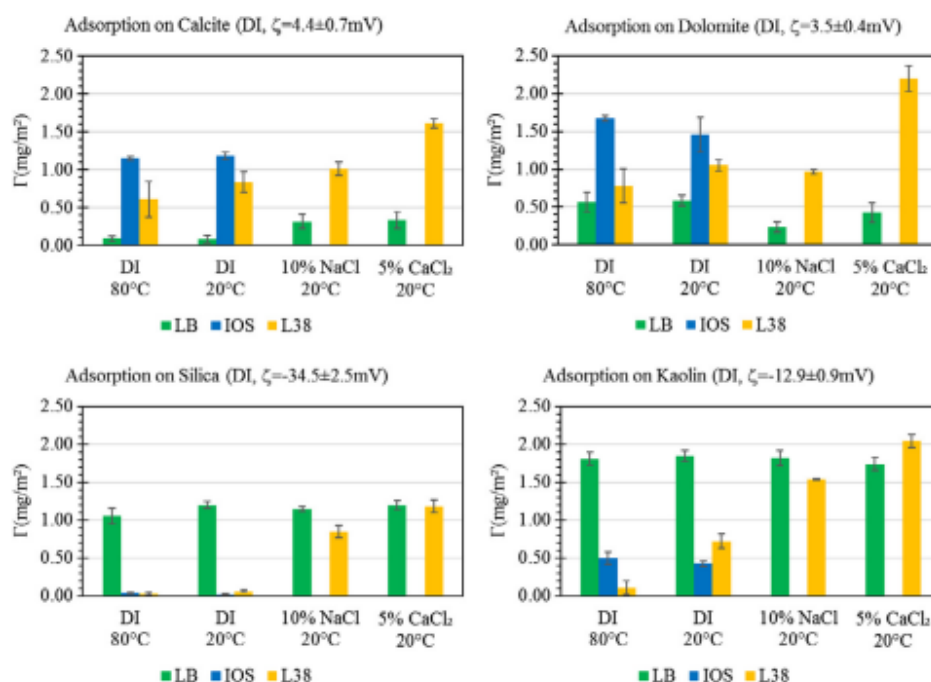 Adsorption on Calcite (DI, ζ=4.4±0.7mV)
2.50
2.00
1.50
1.00
0.50
0.00
Γ(mg/m²)
DI
80°C
DI
20°C
10% NaCl
20°C
5% CaCl₂
20°C
LB IOS L38
Adsorption on Dolomite (DI, ζ=3.5±0.4mV)
2.50
2.00
1.50
1.00
0.50
0.00
Γ(mg/m²)
DI
80°C
DI
20°C
10% NaCl
20°C
5% CaCl₂
20°C
LB IOS L38
Adsorption on Silica (DI, ζ=-34.5±2.5mV)
2.50
2.00
1.50
1.00
0.50
0.00
Γ(mg/m²)
DI
80°C
DI
20°C
10% NaCl
20°C
5% CaCl₂
20°C
LB IOS L38
Adsorption on Kaolin (DI, ζ=-12.9±0.9mV)
2.50
2.00
1.50
1.00
0.50
0.00
Γ(mg/m²)
DI
80°C
DI
20°C
10% NaCl
20°C
5% CaCl₂
20°C
LB IOS L38